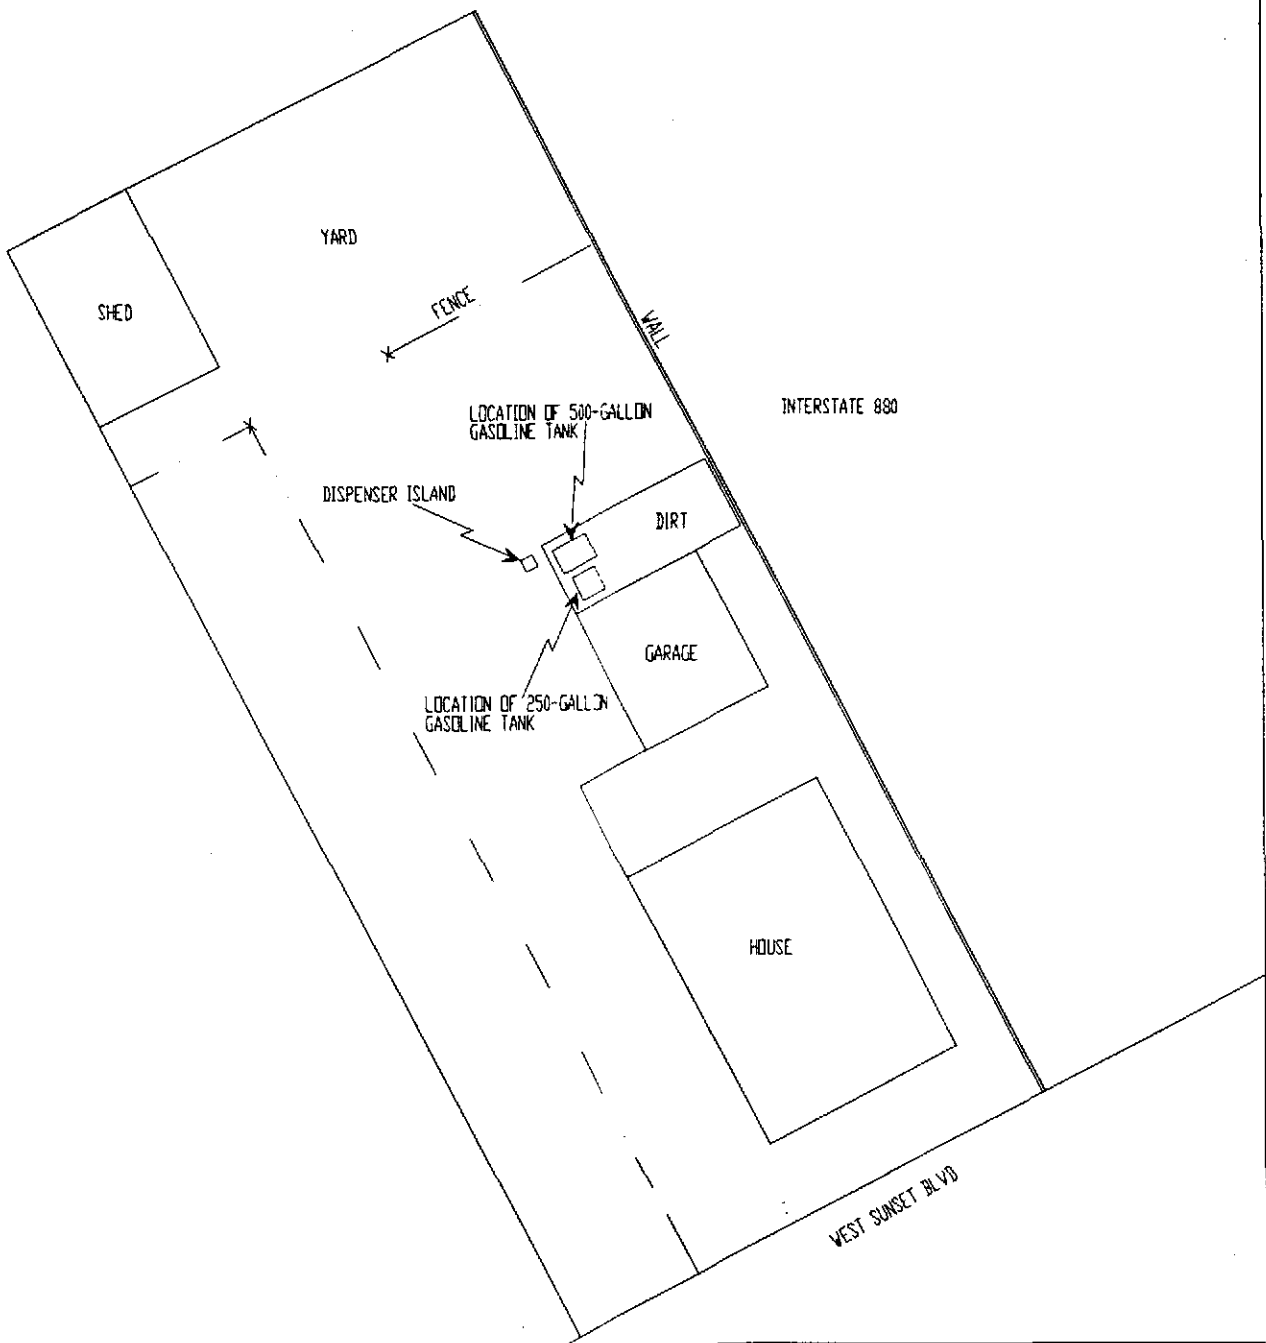 YARD
SHED
FENCE
WALL
INTERSTATE 880
LOCATION OF 500-GALLON
GASOLINE TANK
DISPENSER ISLAND
DIRT
GARAGE
LOCATION OF 250-GALLON
GASOLINE TANK
HOUSE
WEST SUNSET BLVD